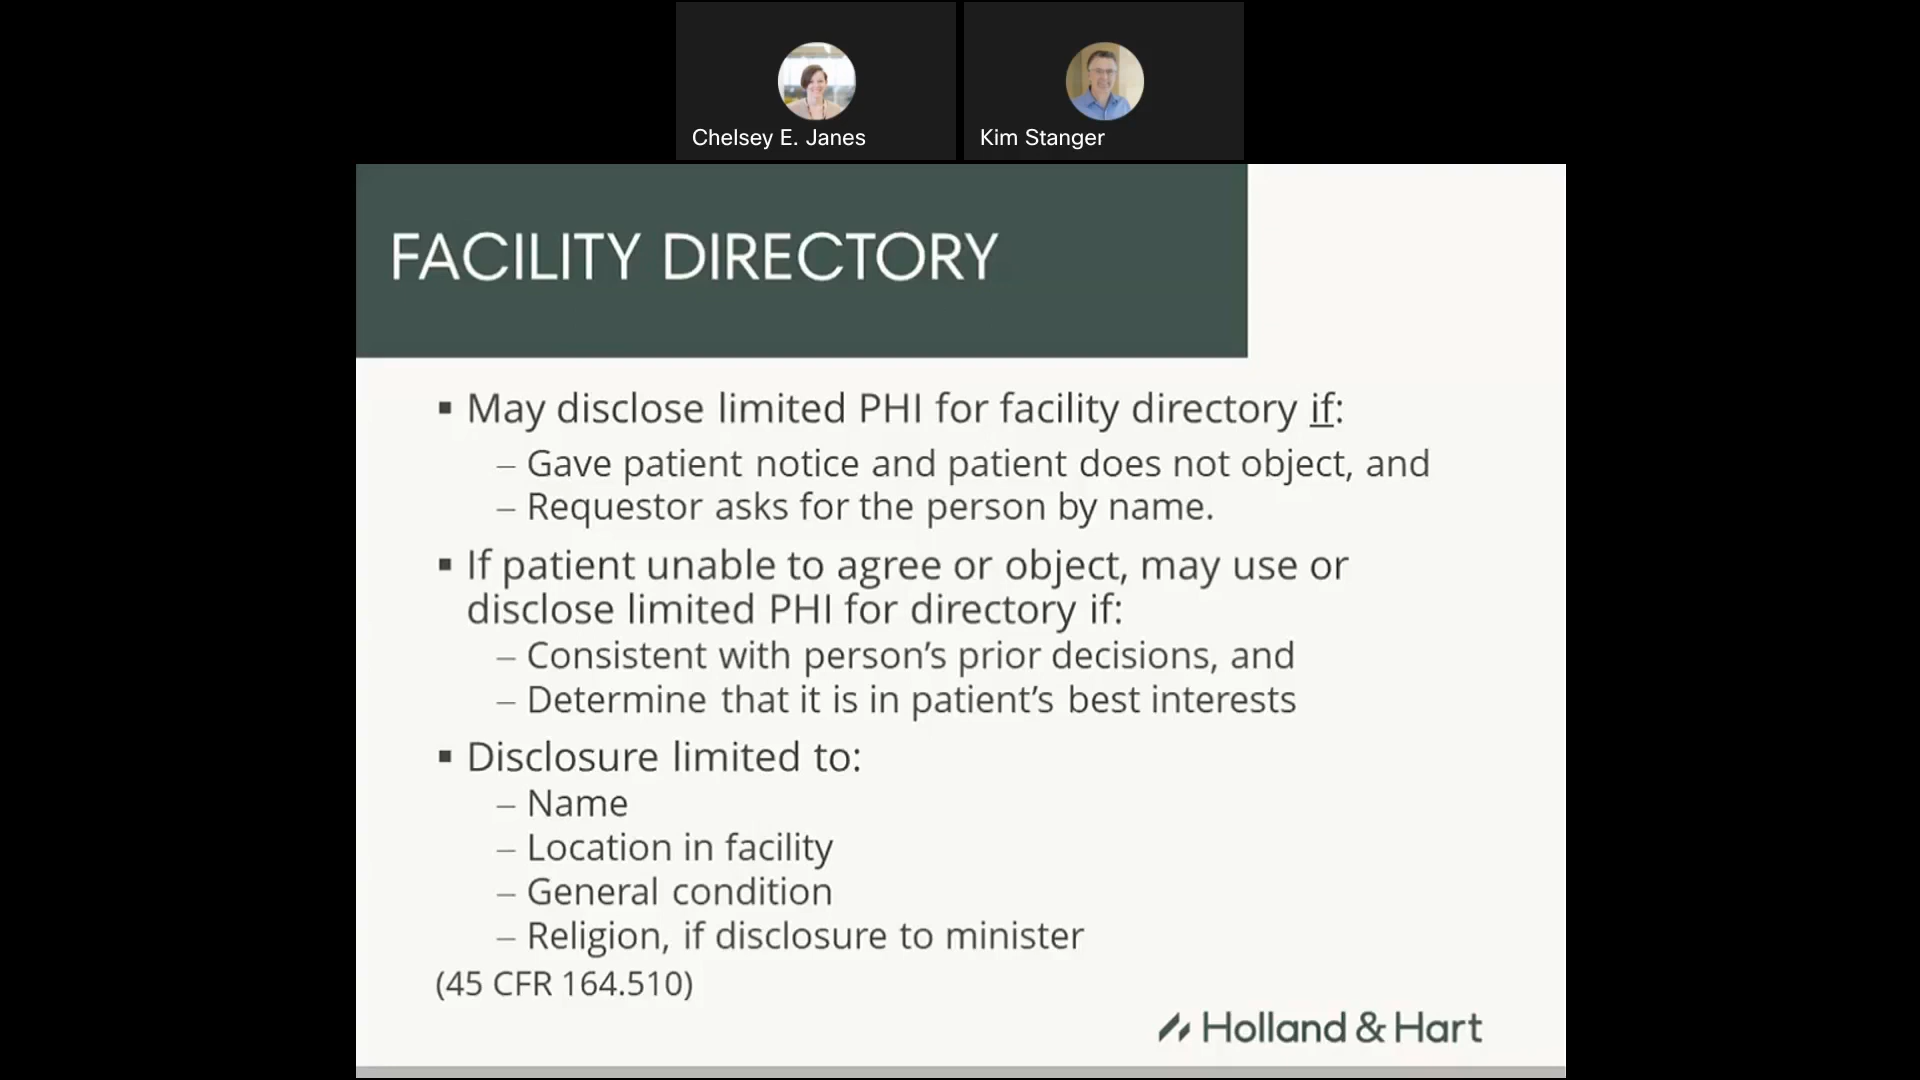 Chelsey E. Janes
Kim Stanger
FACILITY DIRECTORY
▪ May disclose limited PHI for facility directory if:
– Gave patient notice and patient does not object, and
– Requestor asks for the person by name.
▪ If patient unable to agree or object, may use or
disclose limited PHI for directory if:
– Consistent with person’s prior decisions, and
– Determine that it is in patient’s best interests
▪ Disclosure limited to:
– Name
– Location in facility
– General condition
– Religion, if disclosure to minister
(45 CFR 164.510)
Holland & Hart